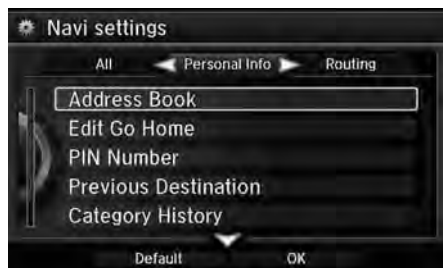 Navi settings
All Personal Info Routing
Address Book
Edit Go Home
PIN Number
Previous Destination
Category History
Default OK